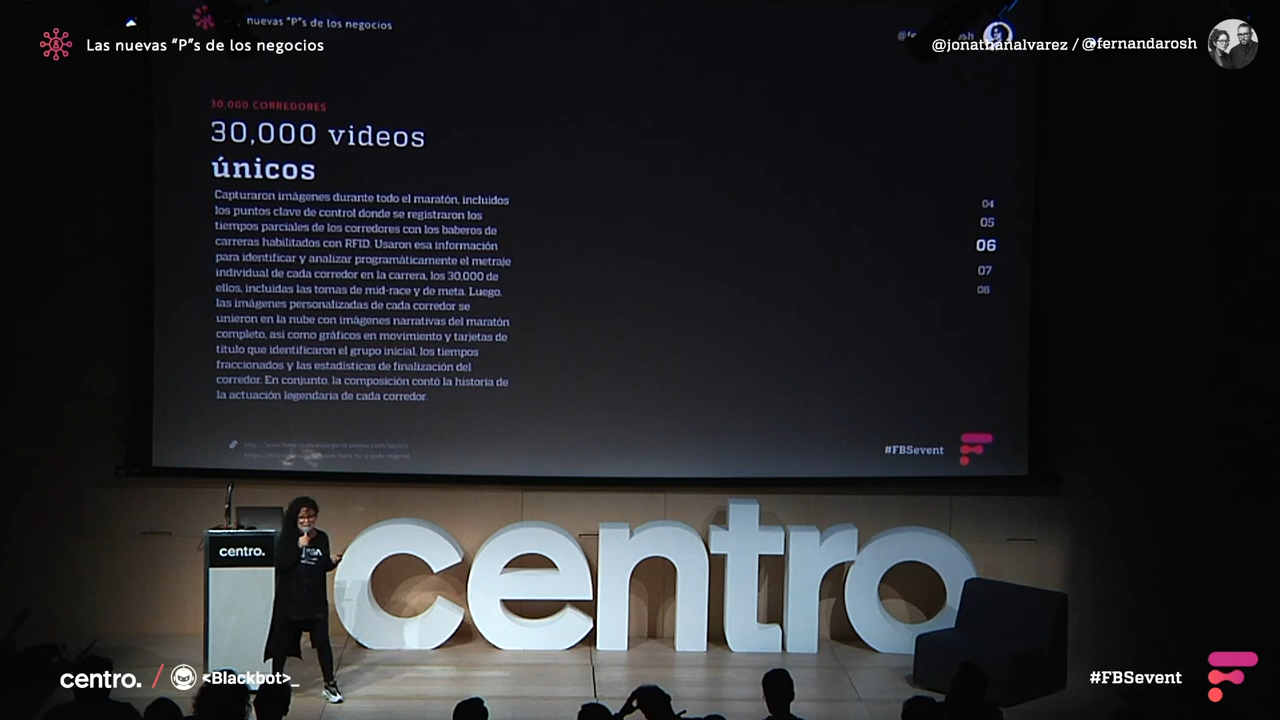 nuevas "P"s de los negocios
Las nuevas "P"s de los negocios
@jonathanalvarez / @fernandarosh
30,000 CORREDORES
30,000 videos
únicos
Capturaron imágenes durante todo el maratón, incluidos
los puntos clave de control donde se registraron los
tiempos parciales de los corredores con los baberos de
carreras habilitados con RFID. Usaron esa información
para identificar y analizar programáticamente el metraje
individual de cada corredor en la carrera, los 30,000 de
ellos, incluidas las tomas de mid-race y de meta. Luego,
las imágenes personalizadas de cada corredor se
unieron en la nube con imágenes narrativas del maratón
completo, así como gráficos en movimiento y tarjetas de
título que identificaron el grupo inicial, los tiempos
fraccionados y las estadísticas de finalización del
corredor. En conjunto, la composición contó la historia de
la actuación legendaria de cada corredor.
04
05
06
07
08
#FBSevent
centro.
centro
centro. / <Blackbot>_
#FBSevent